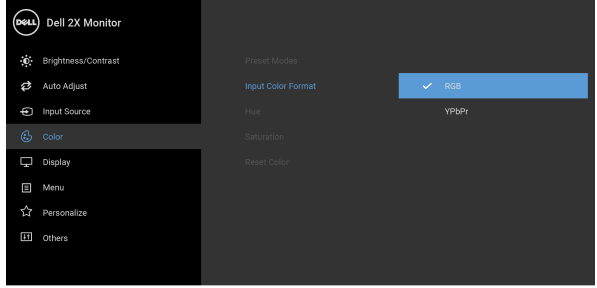 DELL Dell 2X Monitor
Brightness/Contrast
Auto Adjust
Input Source
Color
Display
Menu
Personalize
Others
Preset Modes
Input Color Format
Hue
Saturation
Reset Color
RGB
YPbPr